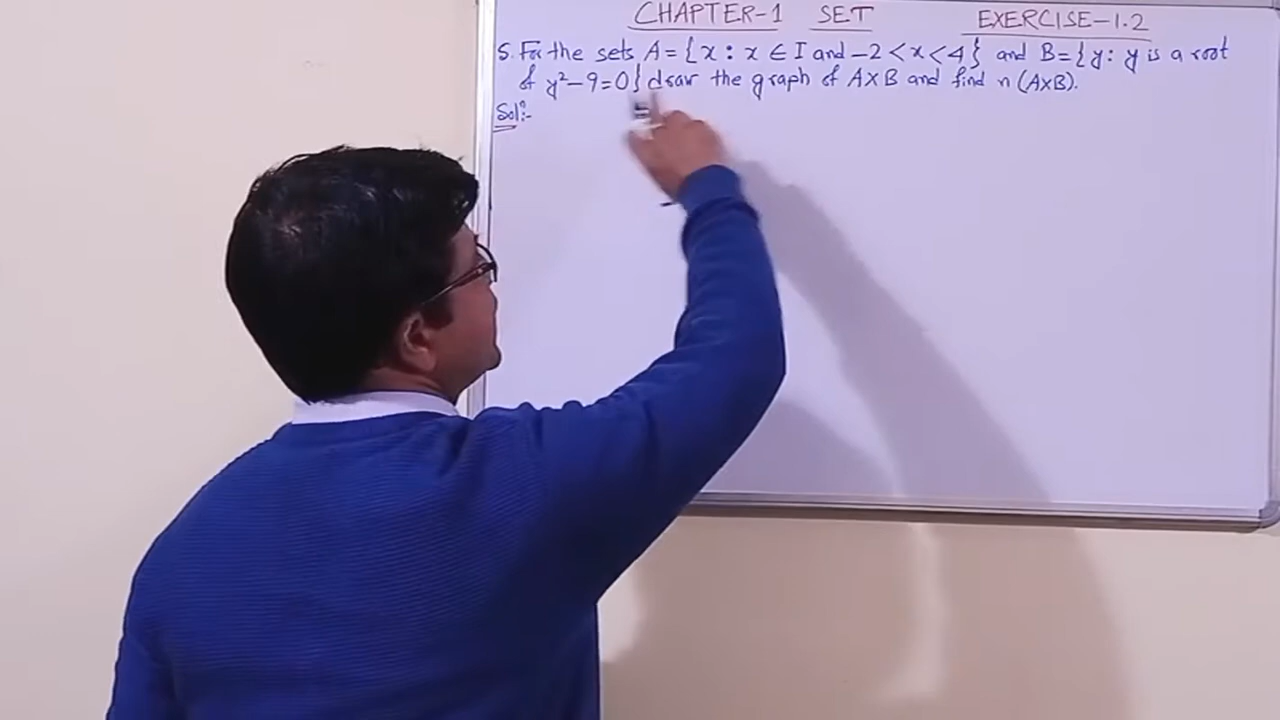 CHAPTER-1 SET EXERCISE-1.2
5. For the sets A = { x : x ∈ I and -2 < x < 4 } and B = { y : y is a root
of y²-9=0} draw the graph of A×B and find n (A×B).
Sol:-